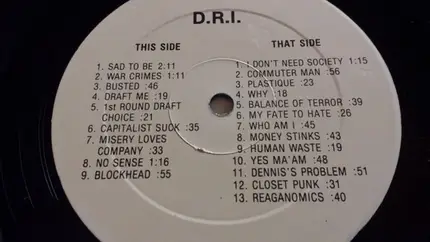 D.R.I.
THIS SIDE
1. SAD TO BE 2:11
2. WAR CRIMES 1:11
3. BUSTED :46
4. DRAFT ME :19
5. 1st ROUND DRAFT
CHOICE :21
6. CAPITALIST SUOK :35
7. MISERY LOVES
COMPANY :33
8. NO SENSE 1:16
9. BLOCKHEAD :55
THAT SIDE
1. I DON'T NEED SOCIETY 1:15
2. COMMUTER MAN :56
3. PLASTIQUE :23
4. WHY :18
5. BALANCE OF TERROR :39
6. MY FATE TO HATE :26
7. WHO AM I :45
8. MONEY STINKS :43
9. HUMAN WASTE :19
10. YES MA'AM :48
11. DENNIS'S PROBLEM :51
12. CLOSET PUNK :31
13. REAGANOMICS :40